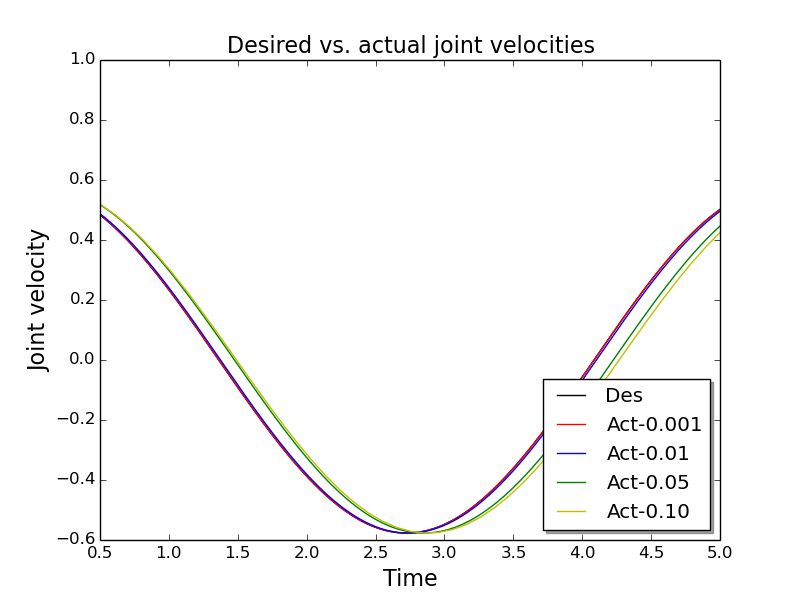 Desired vs. actual joint velocities
1.0
0.8
0.6
0.4
0.2
0.0
−0.2
−0.4
−0.6
Joint velocity
Des
Act-0.001
Act-0.01
Act-0.05
Act-0.10
0.5 1.0 1.5 2.0 2.5 3.0 3.5 4.0 4.5 5.0
Time